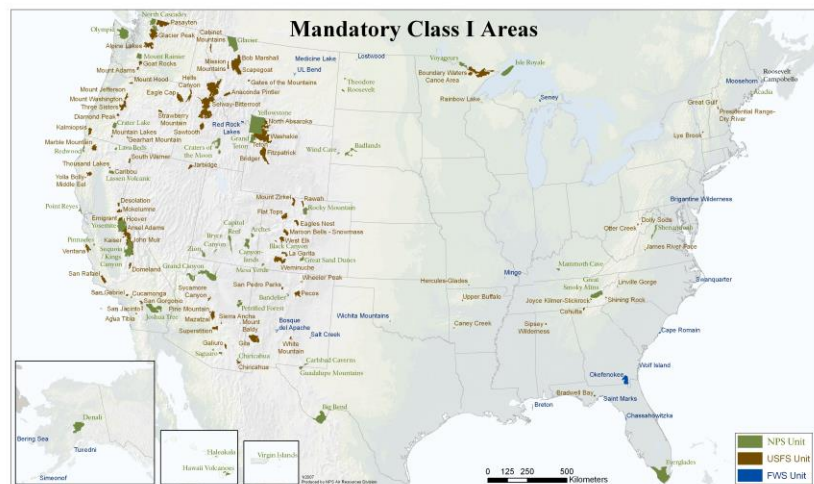 Mandatory Class I Areas
North Cascades
Pasayten
Olympic
Glacier Peak
Alpine Lakes
Mount Rainier
Goat Rocks
Mount Adams
Mount Hood
Mount Jefferson
Mount Washington
Three Sisters
Diamond Peak
Crater Lake
Kalmiopsis
Mountain Lakes
Gearhart Mountain
Marble Mountain
Redwood
Lava Beds
South Warner
Thousand Lakes
Caribou
Lassen Volcanic
Yolla Bolly
Middle Eel
Cabinet
Mountains
Glacier
Mission
Mountains
Bob Marshall
Scapegoat
Gates of the Mountains
Anaconda Pintler
Selway-Bitterroot
Hells
Canyon
Eagle Cap
Strawberry
Mountain
Sawtooth
Craters of
the Moon
Jarbidge
Medicine Lake
UL Bend
Lostwood
Theodore
Roosevelt
Red Rock
Lakes
Yellowstone
North Absaraka
Washakie
Grand
Teton
Teton
Fitzpatrick
Bridger
Wind Cave
Badlands
Voyageurs
Isle Royale
Boundary Waters
Canoe Area
Rainbow Lake
Seney
Moosehorn
Roosevelt
Campobello
Acadia
Great Gulf
Presidential Range-
Dry River
Lye Brook
Brigantine Wilderness
Dolly Sods
Otter Creek
Shenandoah
James River Face
Point Reyes
Desolation
Mokelumne
Emigrant
Hoover
Yosemite
Ansel Adams
Kaiser
John Muir
Pinnacles
Ventana
Sequoia
Kings
Canyon
Domeland
San Rafael
San Gabriel
Cucamonga
San Gorgonio
San Jacinto
Agua Tibia
Joshua Tree
Mount Zirkel
Rawah
Rocky Mountain
Flat Tops
Eagles Nest
Maroon Bells - Snowmass
West Elk
Black Canyon
La Garita
Great Sand Dunes
Weminuche
Mesa Verde
Capitol
Reef
Arches
Bryce
Canyon
Zion
Canyon-
lands
Grand Canyon
Sycamore
Canyon
Pine Mountain
Mazatzal
Sierra Ancha
Superstition
Mount
Baldy
Galiuro
Gila
Saguaro
Chiricahua
Chiricahua
Petrified Forest
Bandelier
San Pedro Parks
Wheeler Peak
Pecos
Bosque
del Apache
Salt Creek
White
Mountain
Carlsbad Caverns
Guadalupe Mountains
Big Bend
Wichita Mountains
Hercules-Glades
Mingo
Upper Buffalo
Caney Creek
Mammoth Cave
Great
Smoky Mtns
Linville Gorge
Joyce Kilmer-Slickrock
Shining Rock
Cohutta
Sipsey
Wilderness
Swanquarter
Cape Romain
Wolf Island
Okefenokee
Bradwell Bay
Saint Marks
Breton
Chassahowitzka
Everglades
Denali
Bering Sea
Tuxedni
Simeonof
Haleakala
Hawaii Volcanoes
Virgin Islands
Produced by NPS Air Resources Division
0 125 250 500
Kilometers
NPS Unit
USFS Unit
FWS Unit